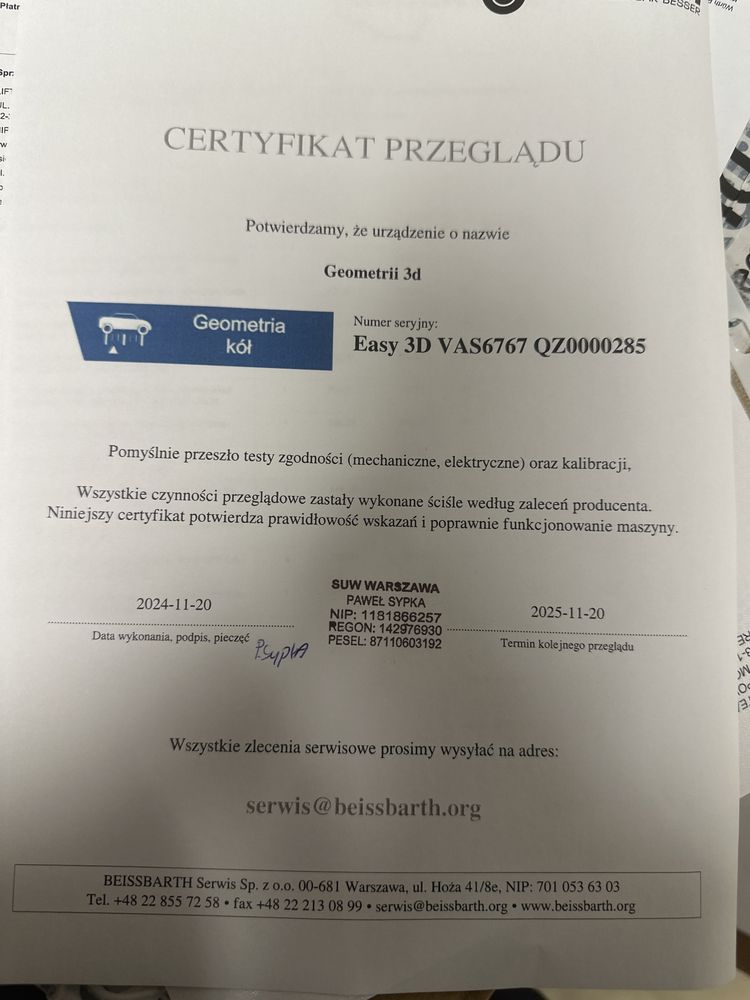 Płatr
BESSER
Spr
CERTYFIKAT PRZEGLĄDU
Potwierdzamy, że urządzenie o nazwie
Geometrii 3d
Geometria
kół
Numer seryjny:
Easy 3D VAS6767 QZ0000285
Pomyślnie przeszło testy zgodności (mechaniczne, elektryczne) oraz kalibracji,
Wszystkie czynności przeglądowe zastały wykonane ściśle według zaleceń producenta.
Niniejszy certyfikat potwierdza prawidłowość wskazań i poprawnie funkcjonowanie maszyny.
2024-11-20
Data wykonania, podpis, pieczęć
P.Sypka
SUW WARSZAWA
PAWEŁ SYPKA
NIP: 1181866257
REGON: 142976930
PESEL: 87110603192
2025-11-20
Termin kolejnego przeglądu
Wszystkie zlecenia serwisowe prosimy wysyłać na adres:
serwis@beissbarth.org
BEISSBARTH Serwis Sp. z o.o. 00-681 Warszawa, ul. Hoża 41/8e, NIP: 701 053 63 03
Tel. +48 22 855 72 58 • fax +48 22 213 08 99 • serwis@beissbarth.org • www.beissbarth.org